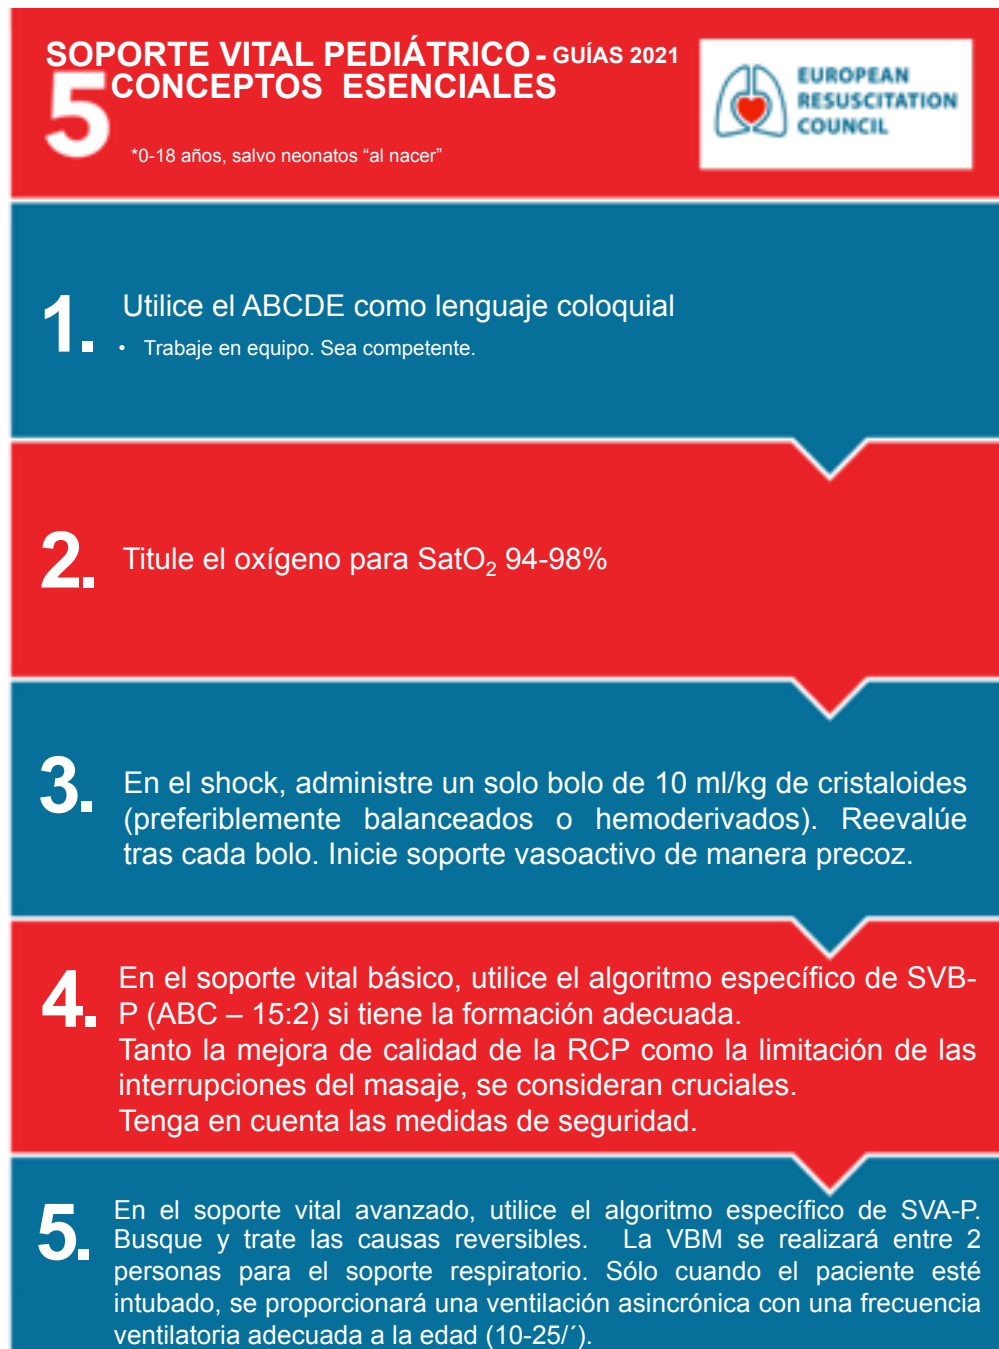 SOPORTE VITAL PEDIÁTRICO - GUÍAS 2021
5 CONCEPTOS ESENCIALES
*0-18 años, salvo neonatos “al nacer”
EUROPEAN
RESUSCITATION
COUNCIL
1. Utilice el ABCDE como lenguaje coloquial
• Trabaje en equipo. Sea competente.
2. Titule el oxígeno para SatO₂ 94-98%
3. En el shock, administre un solo bolo de 10 ml/kg de cristaloides
(preferiblemente balanceados o hemoderivados). Reevalúe
tras cada bolo. Inicie soporte vasoactivo de manera precoz.
4. En el soporte vital básico, utilice el algoritmo específico de SVB-
P (ABC – 15:2) si tiene la formación adecuada.
Tanto la mejora de calidad de la RCP como la limitación de las
interrupciones del masaje, se consideran cruciales.
Tenga en cuenta las medidas de seguridad.
5. En el soporte vital avanzado, utilice el algoritmo específico de SVA-P.
Busque y trate las causas reversibles. La VBM se realizará entre 2
personas para el soporte respiratorio. Sólo cuando el paciente esté
intubado, se proporcionará una ventilación asincrónica con una frecuencia
ventilatoria adecuada a la edad (10-25/´).